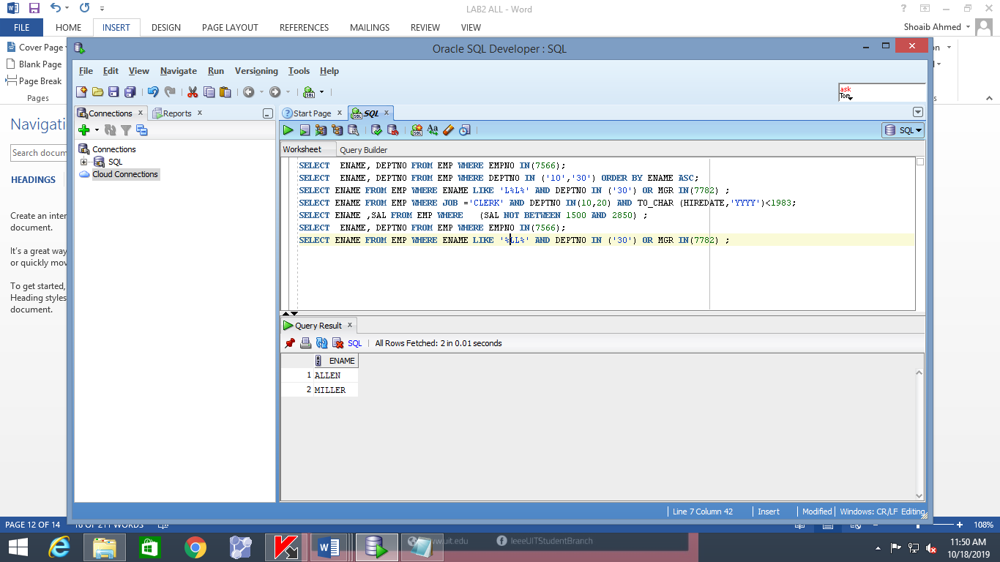 LAB2 ALL - Word
FILE HOME INSERT DESIGN PAGE LAYOUT REFERENCES MAILINGS REVIEW VIEW Shoaib Ahmed
Cover Page
Blank Page
Page Break
Pages
Navigati
Search docum
HEADINGS
Create an inter
document.
It's a great way
or quickly mov
To get started,
Heading styles
document.
Oracle SQL Developer : SQL
File Edit View Navigate Run Versioning Tools Help
ask
Tom
Connections Reports
Connections
SQL
Cloud Connections
Start Page SQL
SQL
Worksheet Query Builder
SELECT  ENAME, DEPTNO FROM EMP WHERE EMPNO IN(7566);
SELECT  ENAME, DEPTNO FROM EMP WHERE DEPTNO IN ('10','30') ORDER BY ENAME ASC;
SELECT ENAME FROM EMP WHERE ENAME LIKE 'L%L%' AND DEPTNO IN ('30') OR MGR IN(7782) ;
SELECT ENAME FROM EMP WHERE JOB ='CLERK' AND DEPTNO IN(10,20) AND TO_CHAR (HIREDATE,'YYYY')<1983;
SELECT ENAME ,SAL FROM EMP WHERE   (SAL NOT BETWEEN 1500 AND 2850) ;
SELECT  ENAME, DEPTNO FROM EMP WHERE EMPNO IN(7566);
SELECT ENAME FROM EMP WHERE ENAME LIKE '%LL%' AND DEPTNO IN ('30') OR MGR IN(7782) ;
Query Result
SQL All Rows Fetched: 2 in 0.01 seconds
ENAME
1 ALLEN
2 MILLER
Line 7 Column 42 Insert Modified Windows: CR/LF Editing
PAGE 12 OF 14 16 OF 211 WORDS 108%
.uit.edu IeeeUITStudentBranch
11:50 AM
10/18/2019